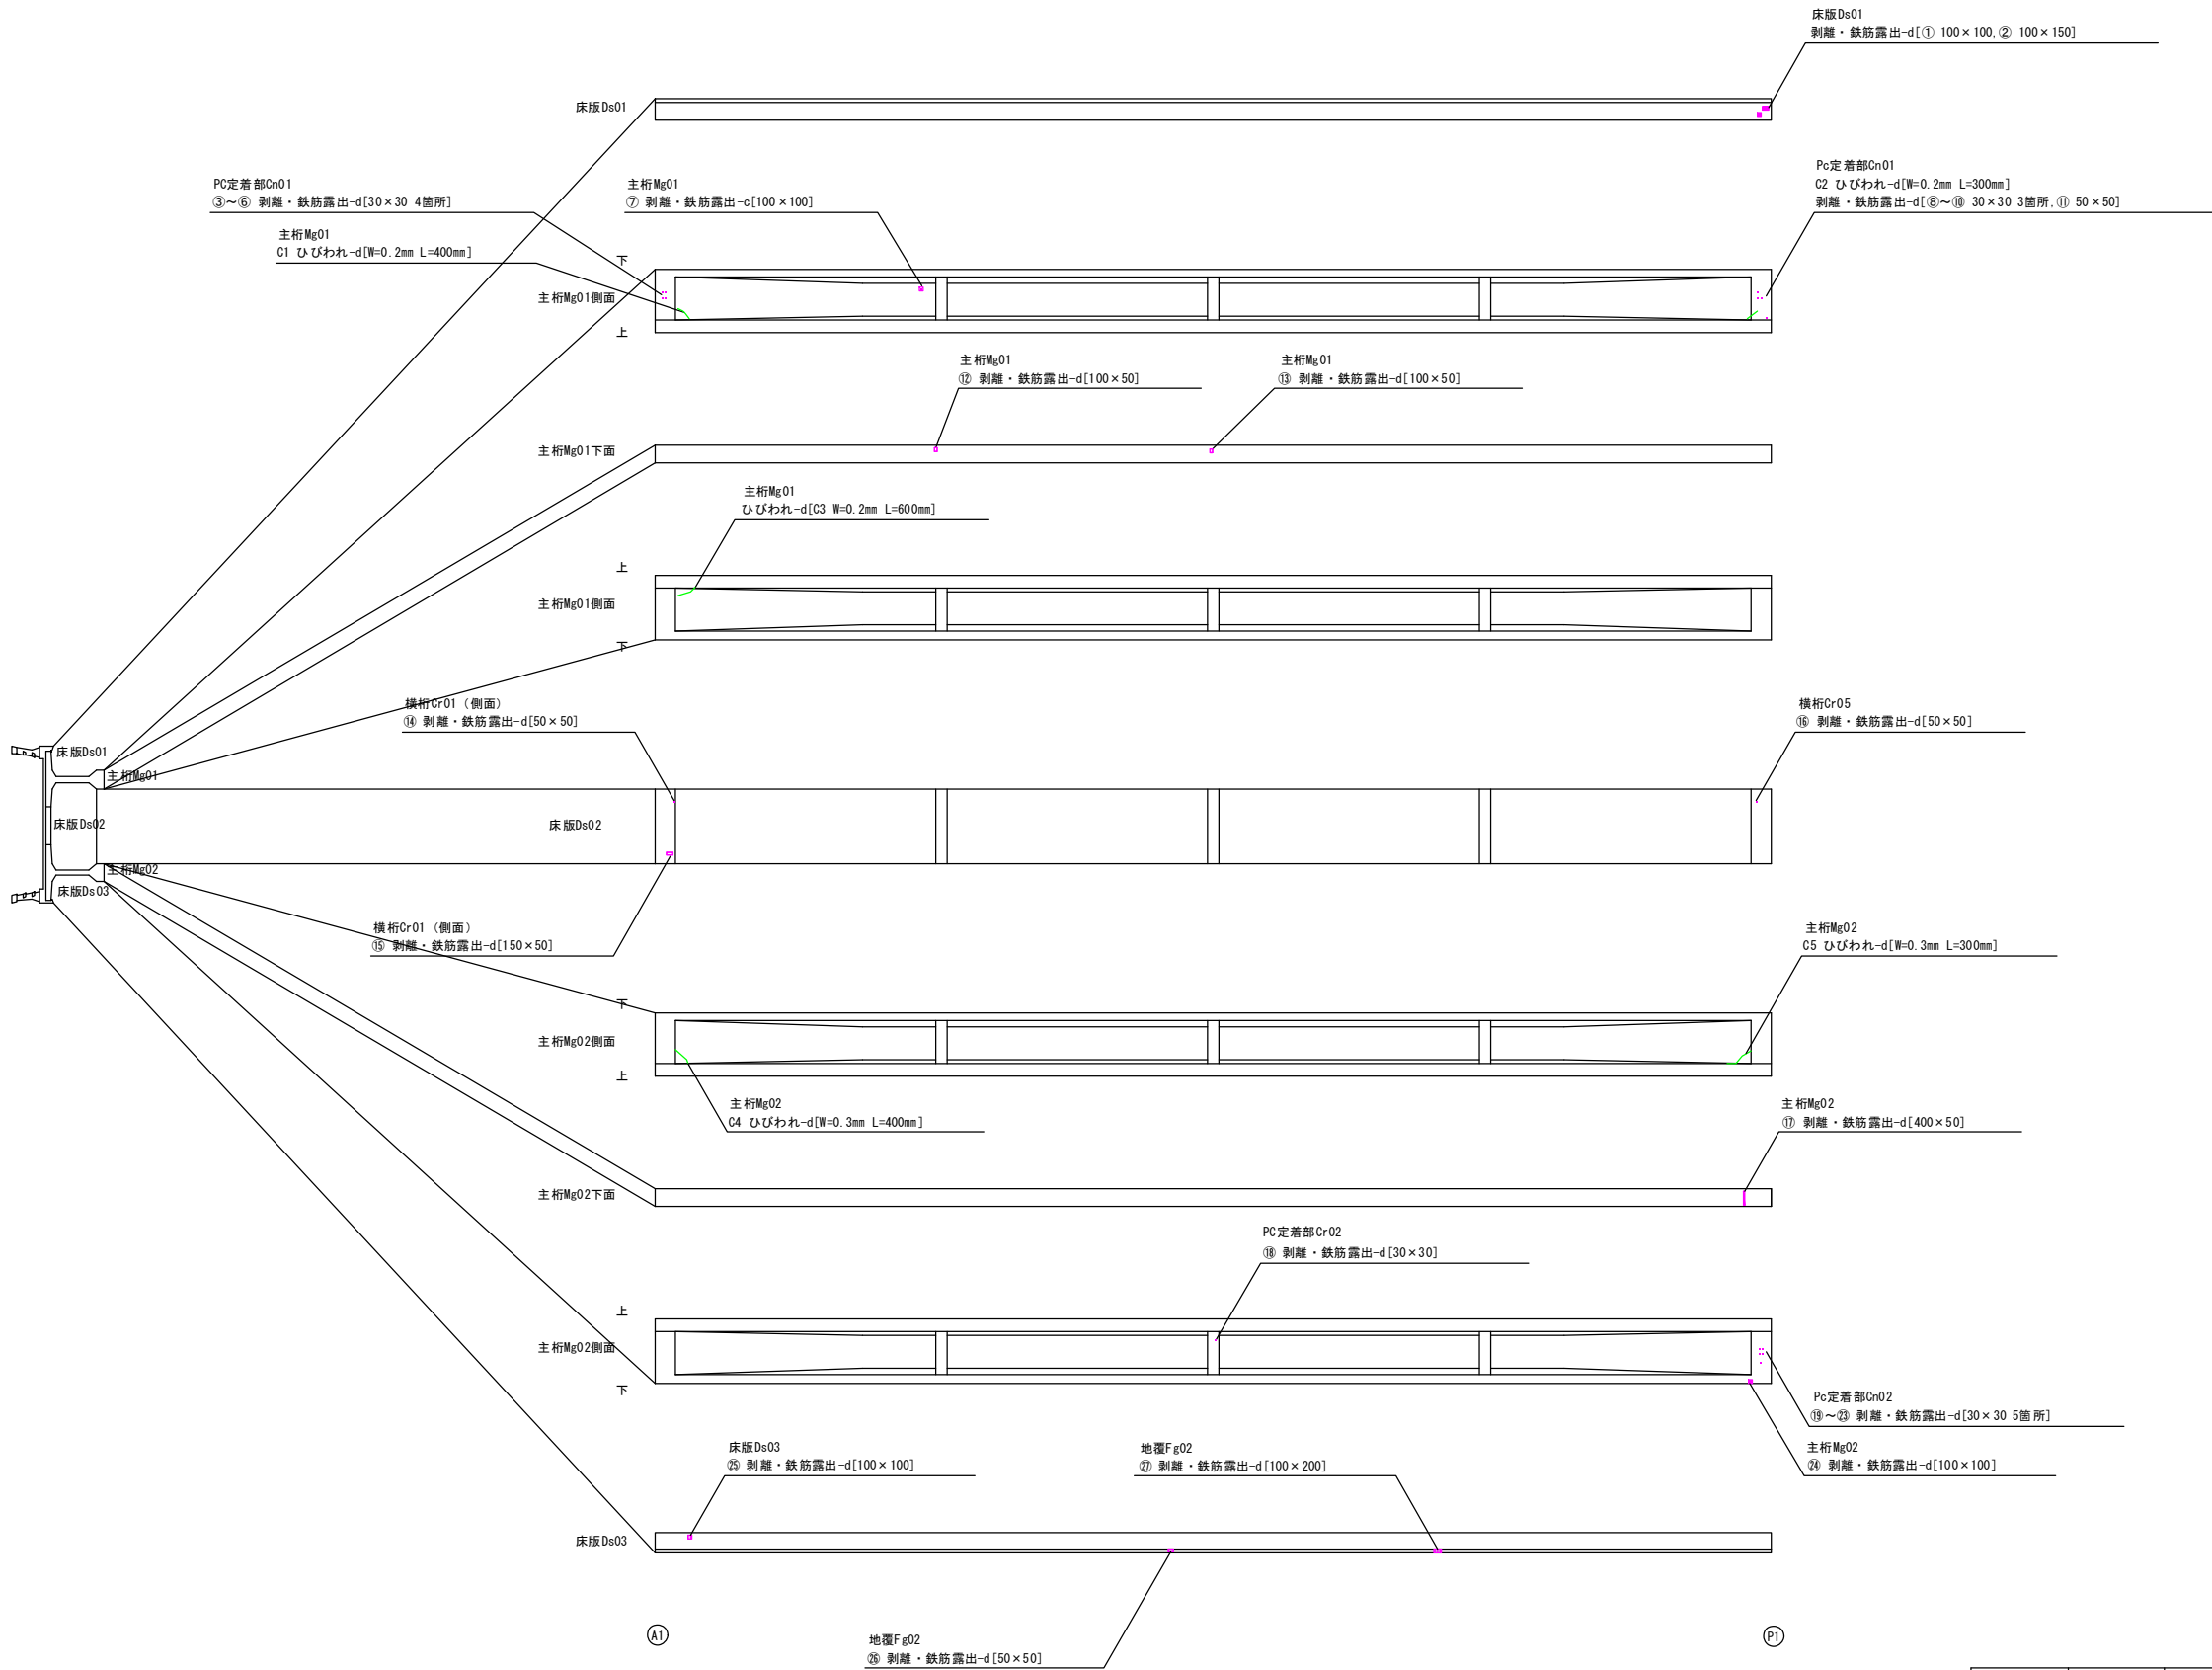 床版Ds01
剥離・鉄筋露出-d[① 100×100,② 100×150]
床版Ds01
Pc定着部Cn01
C2 ひびわれ-d[W=0.2mm L=300mm]
剥離・鉄筋露出-d[⑧～⑩ 30×30 3箇所,⑪ 50×50]
PC定着部Cn01
③～⑥ 剥離・鉄筋露出-d[30×30 4箇所]
主桁Mg01
⑦ 剥離・鉄筋露出-c[100×100]
主桁Mg01
C1 ひびわれ-d[W=0.2mm L=400mm]
下
主桁Mg01側面
上
主桁Mg01
⑫ 剥離・鉄筋露出-d[100×50]
主桁Mg01
⑬ 剥離・鉄筋露出-d[100×50]
主桁Mg01下面
主桁Mg01
ひびわれ-d[C3 W=0.2mm L=600mm]
上
主桁Mg01側面
下
横桁Cr01（側面）
⑭ 剥離・鉄筋露出-d[50×50]
横桁Cr05
⑯ 剥離・鉄筋露出-d[50×50]
床版Ds01
主桁Mg01
床版Ds02
床版Ds02
主桁Mg02
床版Ds03
横桁Cr01（側面）
⑮ 剥離・鉄筋露出-d[150×50]
主桁Mg02
C5 ひびわれ-d[W=0.3mm L=300mm]
下
主桁Mg02側面
上
主桁Mg02
C4 ひびわれ-d[W=0.3mm L=400mm]
主桁Mg02
⑰ 剥離・鉄筋露出-d[400×50]
主桁Mg02下面
PC定着部Cr02
⑱ 剥離・鉄筋露出-d[30×30]
上
主桁Mg02側面
下
Pc定着部Cn02
⑲～㉓ 剥離・鉄筋露出-d[30×30 5箇所]
主桁Mg02
㉔ 剥離・鉄筋露出-d[100×100]
床版Ds03
㉕ 剥離・鉄筋露出-d[100×100]
地覆Fg02
㉗ 剥離・鉄筋露出-d[100×200]
床版Ds03
A1
P1
地覆Fg02
㉖ 剥離・鉄筋露出-d[50×50]